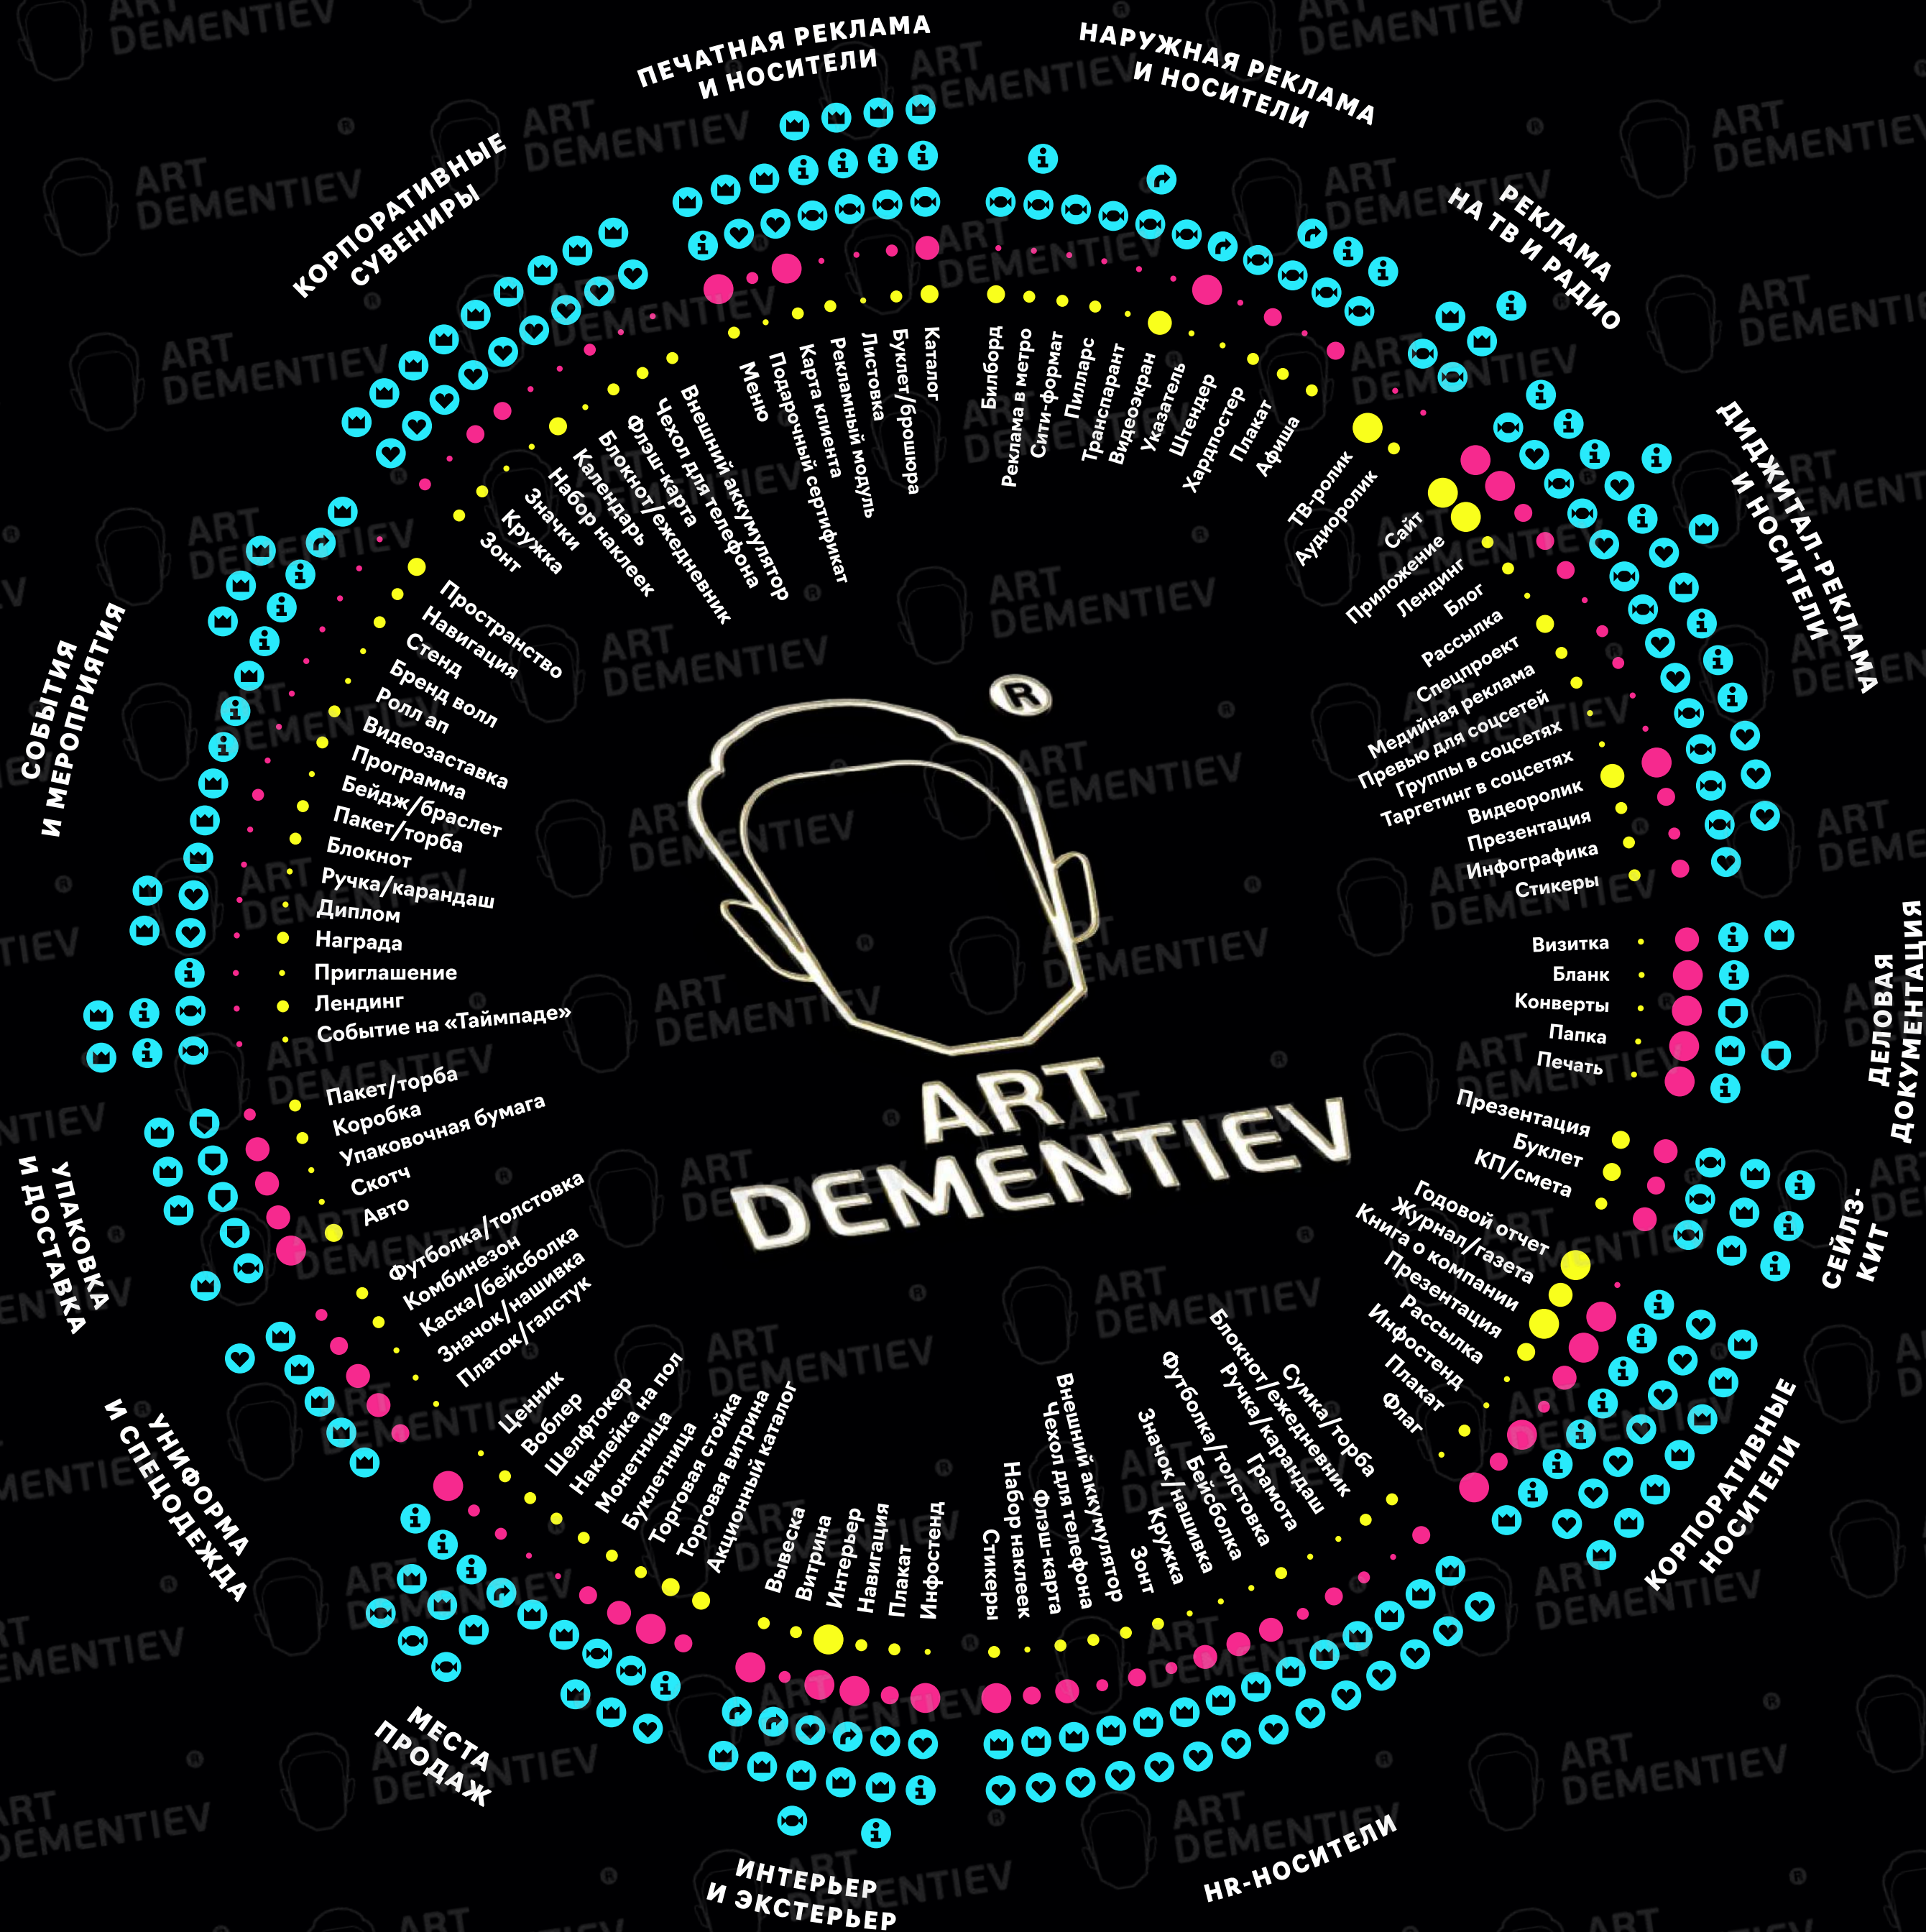 ПЕЧАТНАЯ РЕКЛАМА
И НОСИТЕЛИ
Меню
Подарочный сертификат
Карта клиента
Рекламный модуль
Листовка
Буклет/брошюра
Каталог
НАРУЖНАЯ РЕКЛАМА
И НОСИТЕЛИ
Билборд
Реклама в метро
Сити-формат
Пилларс
Транспарант
Видеоэкран
Указатель
Штендер
Хардпостер
Плакат
Афиша
РЕКЛАМА
НА ТВ И РАДИО
ТВ-ролик
Аудиоролик
ДИДЖИТАЛ-РЕКЛАМА
И НОСИТЕЛИ
Сайт
Приложение
Лендинг
Блог
Рассылка
Спецпроект
Медийная реклама
Превью для соцсетей
Группы в соцсетях
Таргетинг в соцсетях
Видеоролик
Презентация
Инфографика
Стикеры
ДЕЛОВАЯ
ДОКУМЕНТАЦИЯ
Визитка
Бланк
Конверты
Папка
Печать
СЕЙЛЗ-
КИТ
Презентация
Буклет
КП/смета
КОРПОРАТИВНЫЕ
НОСИТЕЛИ
Годовой отчет
Журнал/газета
Книга о компании
Презентация
Рассылка
Инфостенд
Плакат
Флаг
HR-НОСИТЕЛИ
Сумка/торба
Блокнот/ежедневник
Ручка/карандаш
Грамота
Футболка/толстовка
Бейсболка
Значок/нашивка
Кружка
Зонт
Внешний аккумулятор
Чехол для телефона
Флэш-карта
Набор наклеек
Стикеры
ИНТЕРЬЕР
И ЭКСТЕРЬЕР
Вывеска
Витрина
Интерьер
Навигация
Плакат
Инфостенд
МЕСТА
ПРОДАЖ
Ценник
Воблер
Шелфтокер
Наклейка на пол
Монетница
Буклетница
Торговая стойка
Торговая витрина
Акционный каталог
УНИФОРМА
И СПЕЦОДЕЖДА
Футболка/толстовка
Комбинезон
Каска/бейсболка
Значок/нашивка
Платок/галстук
УПАКОВКА
И ДОСТАВКА
Пакет/торба
Коробка
Упаковочная бумага
Скотч
Авто
СОБЫТИЯ
И МЕРОПРИЯТИЯ
Пространство
Навигация
Стенд
Бренд волл
Ролл ап
Видеозаставка
Программа
Бейдж/браслет
Пакет/торба
Блокнот
Ручка/карандаш
Диплом
Награда
Приглашение
Лендинг
Событие на «Таймпаде»
КОРПОРАТИВНЫЕ
СУВЕНИРЫ
Зонт
Кружка
Значки
Набор наклеек
Календарь
Блокнот/ежедневник
Флэш-карта
Чехол для телефона
Внешний аккумулятор
®
ART
DEMENTIEV